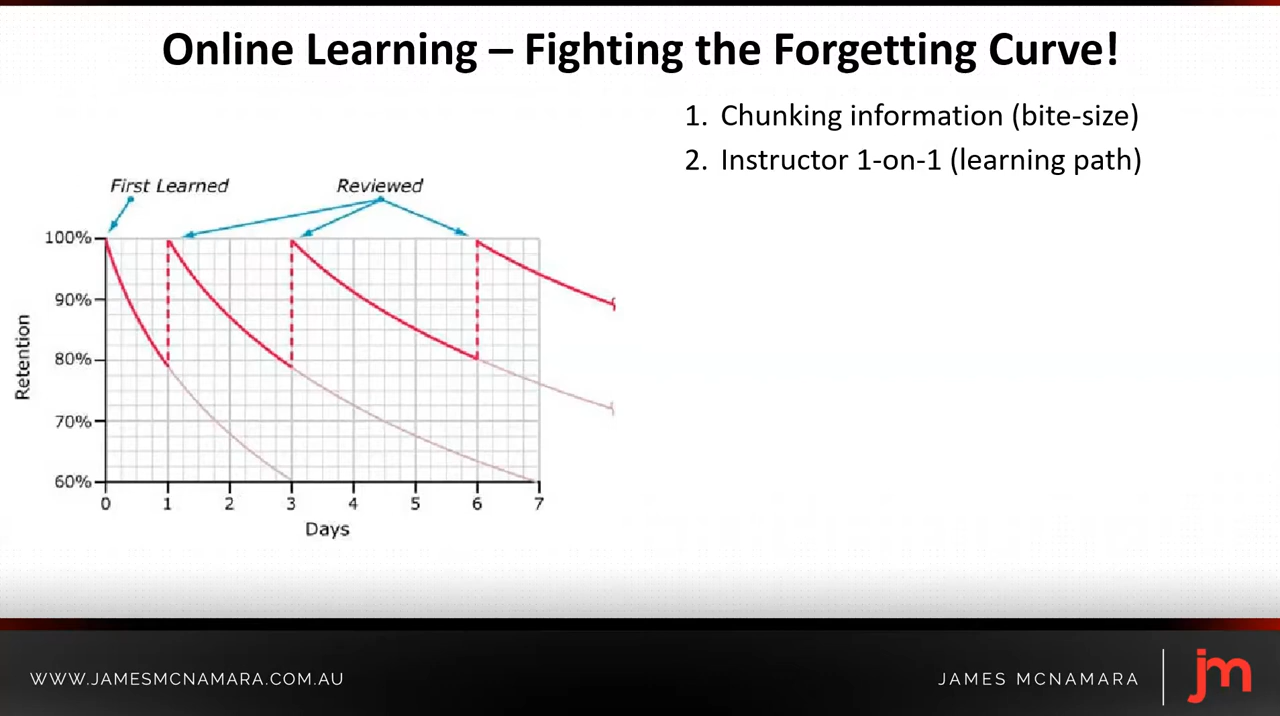 Online Learning – Fighting the Forgetting Curve!
1. Chunking information (bite-size)
2. Instructor 1-on-1 (learning path)
First Learned
Reviewed
100%
90%
80%
70%
60%
Retention
0 1 2 3 4 5 6 7
Days
WWW.JAMESMCNAMARA.COM.AU
JAMES MCNAMARA
jm